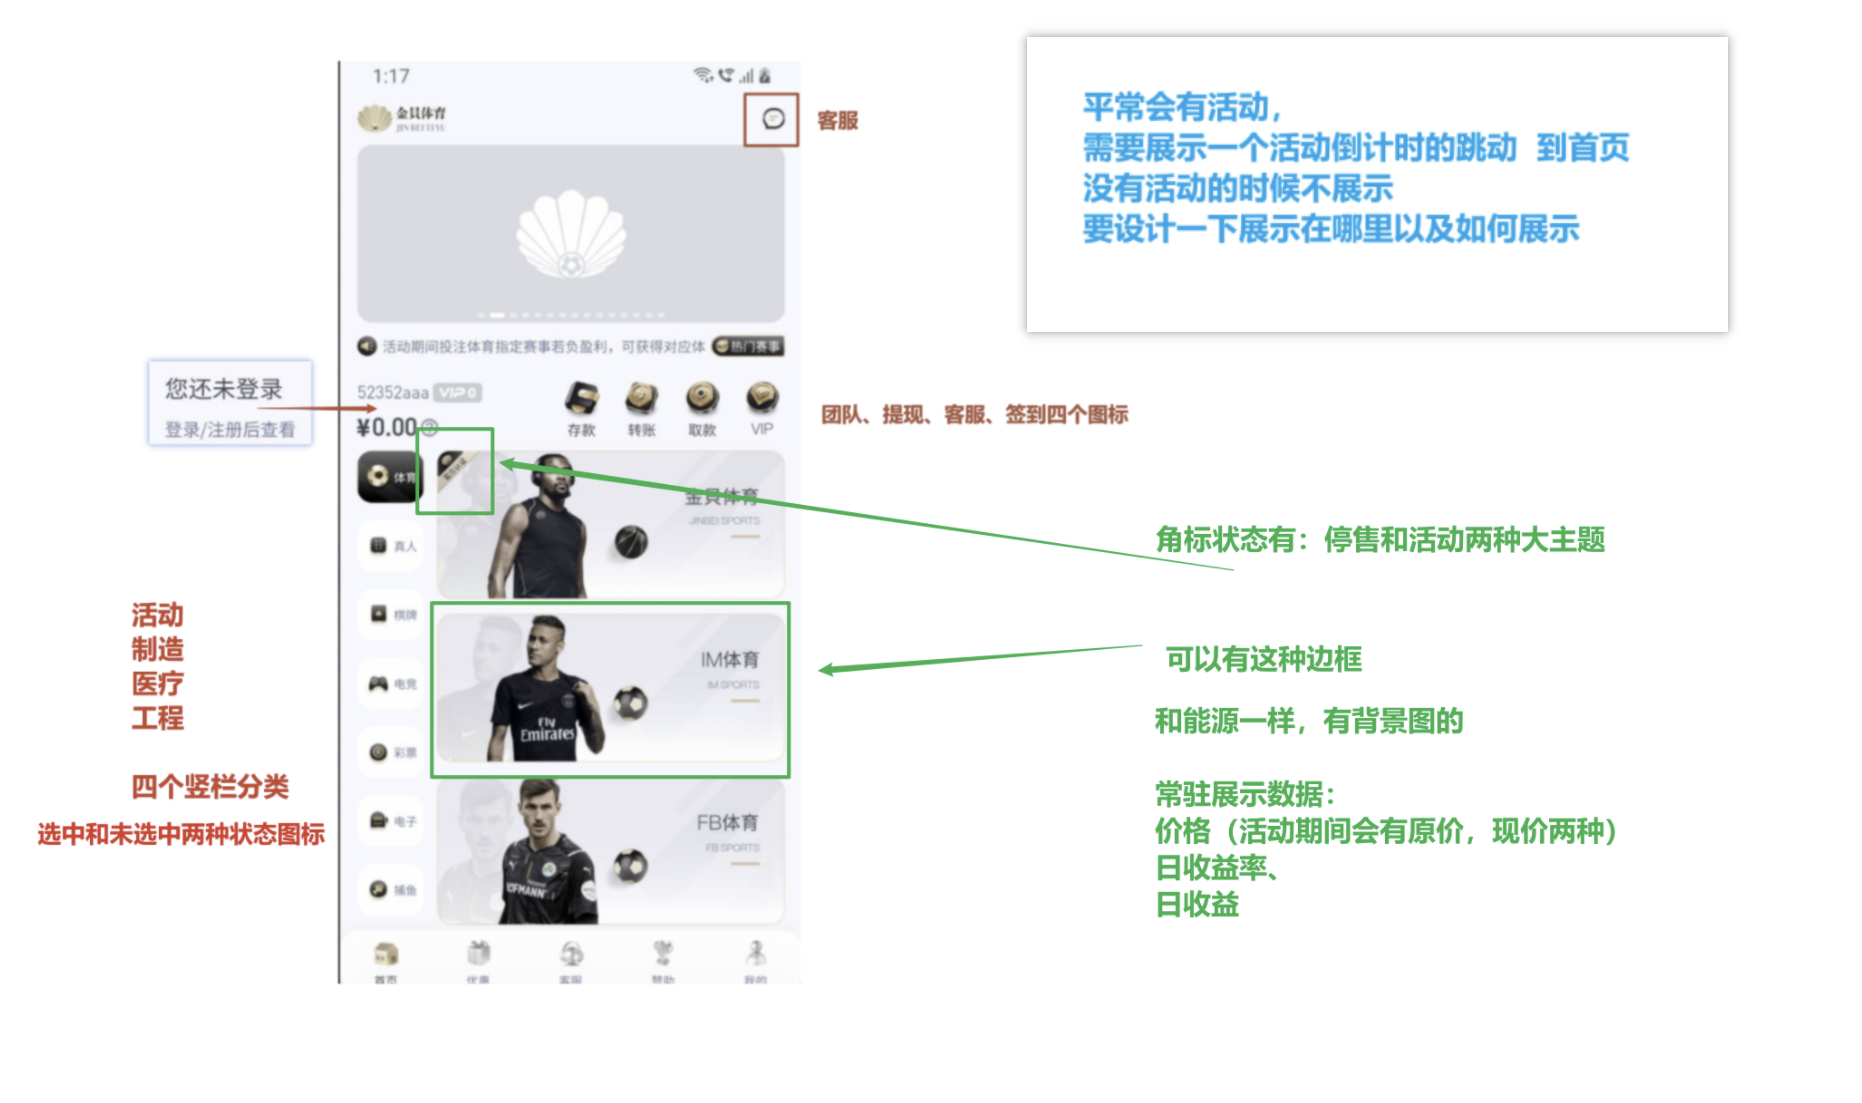 平常会有活动，
需要展示一个活动倒计时的跳动 到首页
没有活动的时候不展示
要设计一下展示在哪里以及如何展示
1:17
金貝体育
JIN BEI TI YU
客服
活动期间投注体育指定赛事若负盈利，可获得对应体
热门赛事
您还未登录
登录/注册后查看
52352aaa VIP 0
¥0.00
存款 转账 取款 VIP
团队、提现、客服、签到四个图标
体育
真人
棋牌
电竞
彩票
电子
捕鱼
金貝体育
JINBEI SPORTS
IM体育
IM SPORTS
Fly
Emirates
FB体育
FB SPORTS
角标状态有：停售和活动两种大主题
可以有这种边框
和能源一样，有背景图的
常驻展示数据：
价格（活动期间会有原价，现价两种）
日收益率、
日收益
活动
制造
医疗
工程
四个竖栏分类
选中和未选中两种状态图标
首页 优惠 客服 赞助 我的